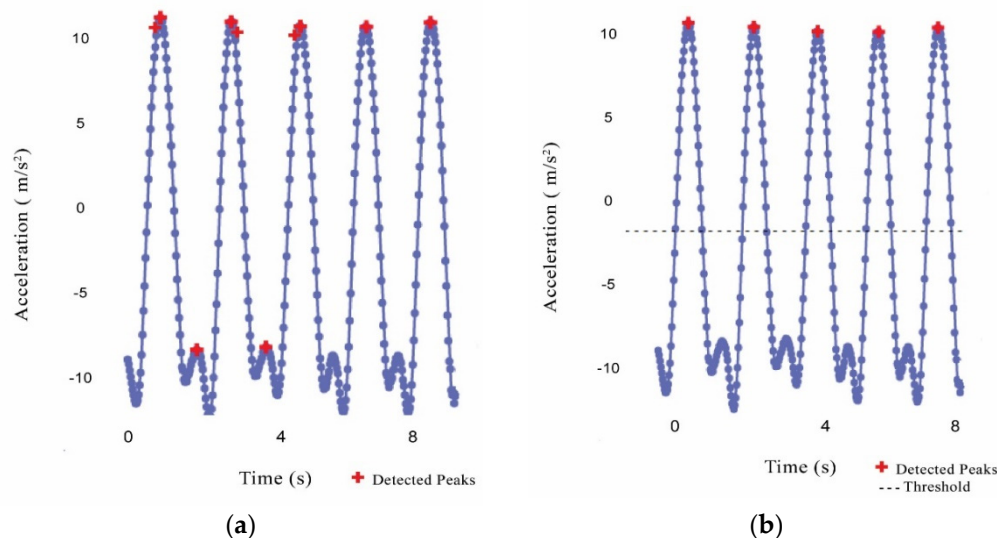 10
5
0
-5
-10
Acceleration ( m/s²)
0 4 8
Time (s)
Detected Peaks
(a)
10
5
0
-5
-10
Acceleration ( m/s²)
0 4 8
Time (s)
Detected Peaks
Threshold
(b)